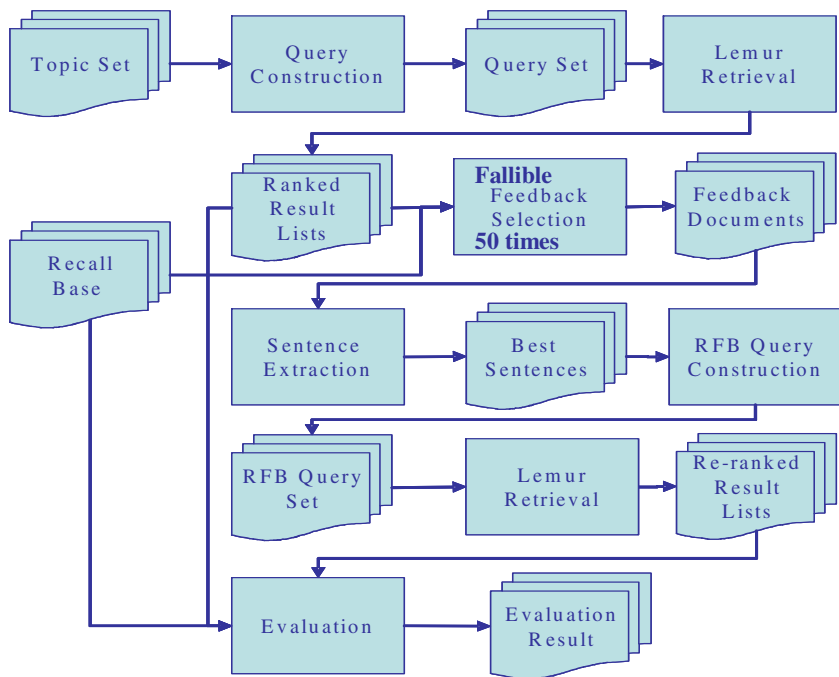 Topic Set
Query
Construction
Query Set
Lemur
Retrieval
Ranked
Result
Lists
Fallible
Feedback
Selection
50 times
Feedback
Documents
Recall
Base
Sentence
Extraction
Best
Sentences
RFB Query
Construction
RFB Query
Set
Lemur
Retrieval
Re-ranked
Result
Lists
Evaluation
Evaluation
Result